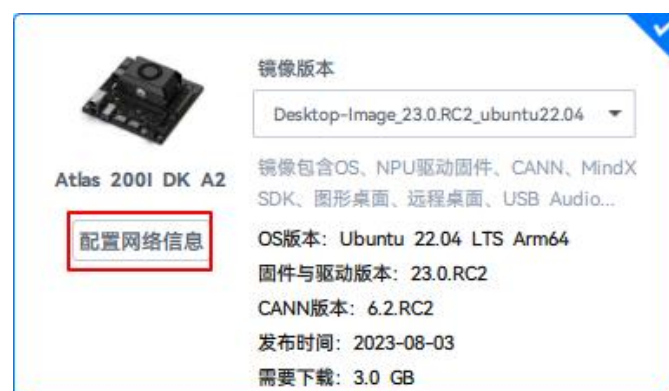 镜像版本
Desktop-Image_23.0.RC2_ubuntu22.04
镜像包含OS、NPU驱动固件、CANN、MindX
SDK、图形桌面、远程桌面、USB Audio...
Atlas 200I DK A2
配置网络信息
OS版本：Ubuntu 22.04 LTS Arm64
固件与驱动版本：23.0.RC2
CANN版本：6.2.RC2
发布时间：2023-08-03
需要下载：3.0 GB